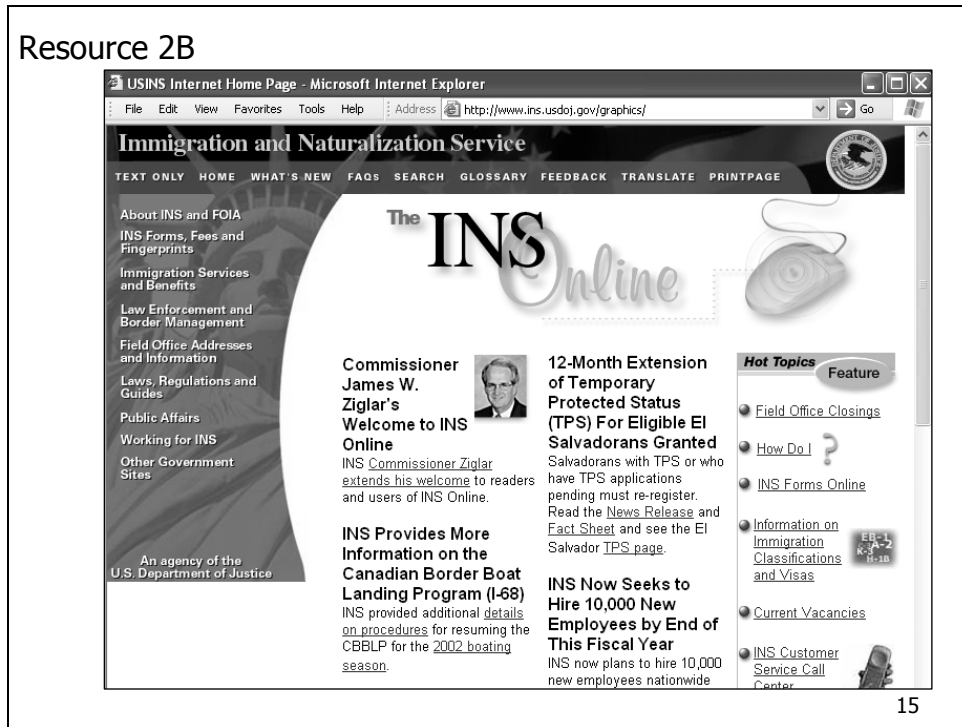 Resource 2B
USINS Internet Home Page - Microsoft Internet Explorer
File Edit View Favorites Tools Help Address http://www.ins.usdoj.gov/graphics/ Go
Immigration and Naturalization Service
TEXT ONLY HOME WHAT'S NEW FAQS SEARCH GLOSSARY FEEDBACK TRANSLATE PRINTPAGE
About INS and FOIA
INS Forms, Fees and
Fingerprints
Immigration Services
and Benefits
Law Enforcement and
Border Management
Field Office Addresses
and Information
Laws, Regulations and
Guides
Public Affairs
Working for INS
Other Government
Sites
An agency of the
U.S. Department of Justice
The INS
Online
Commissioner
James W.
Ziglar's
Welcome to INS
Online
INS Commissioner Ziglar
extends his welcome to readers
and users of INS Online.
INS Provides More
Information on the
Canadian Border Boat
Landing Program (I-68)
INS provided additional details
on procedures for resuming the
CBBLP for the 2002 boating
season.
12-Month Extension
of Temporary
Protected Status
(TPS) For Eligible El
Salvadorans Granted
Salvadorans with TPS or who
have TPS applications
pending must re-register.
Read the News Release and
Fact Sheet and see the El
Salvador TPS page.
INS Now Seeks to
Hire 10,000 New
Employees by End of
This Fiscal Year
INS now plans to hire 10,000
new employees nationwide
Hot Topics Feature
Field Office Closings
How Do I ?
INS Forms Online
Information on
Immigration
Classifications
and Visas
EB-1
A-2
K-3
H-1B
Current Vacancies
INS Customer
Service Call
Center
15